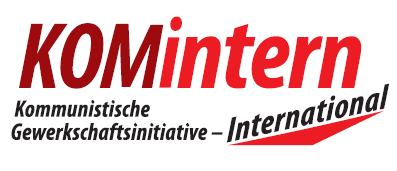 KOMintern
Kommunistische
Gewerkschaftsinitiative – International